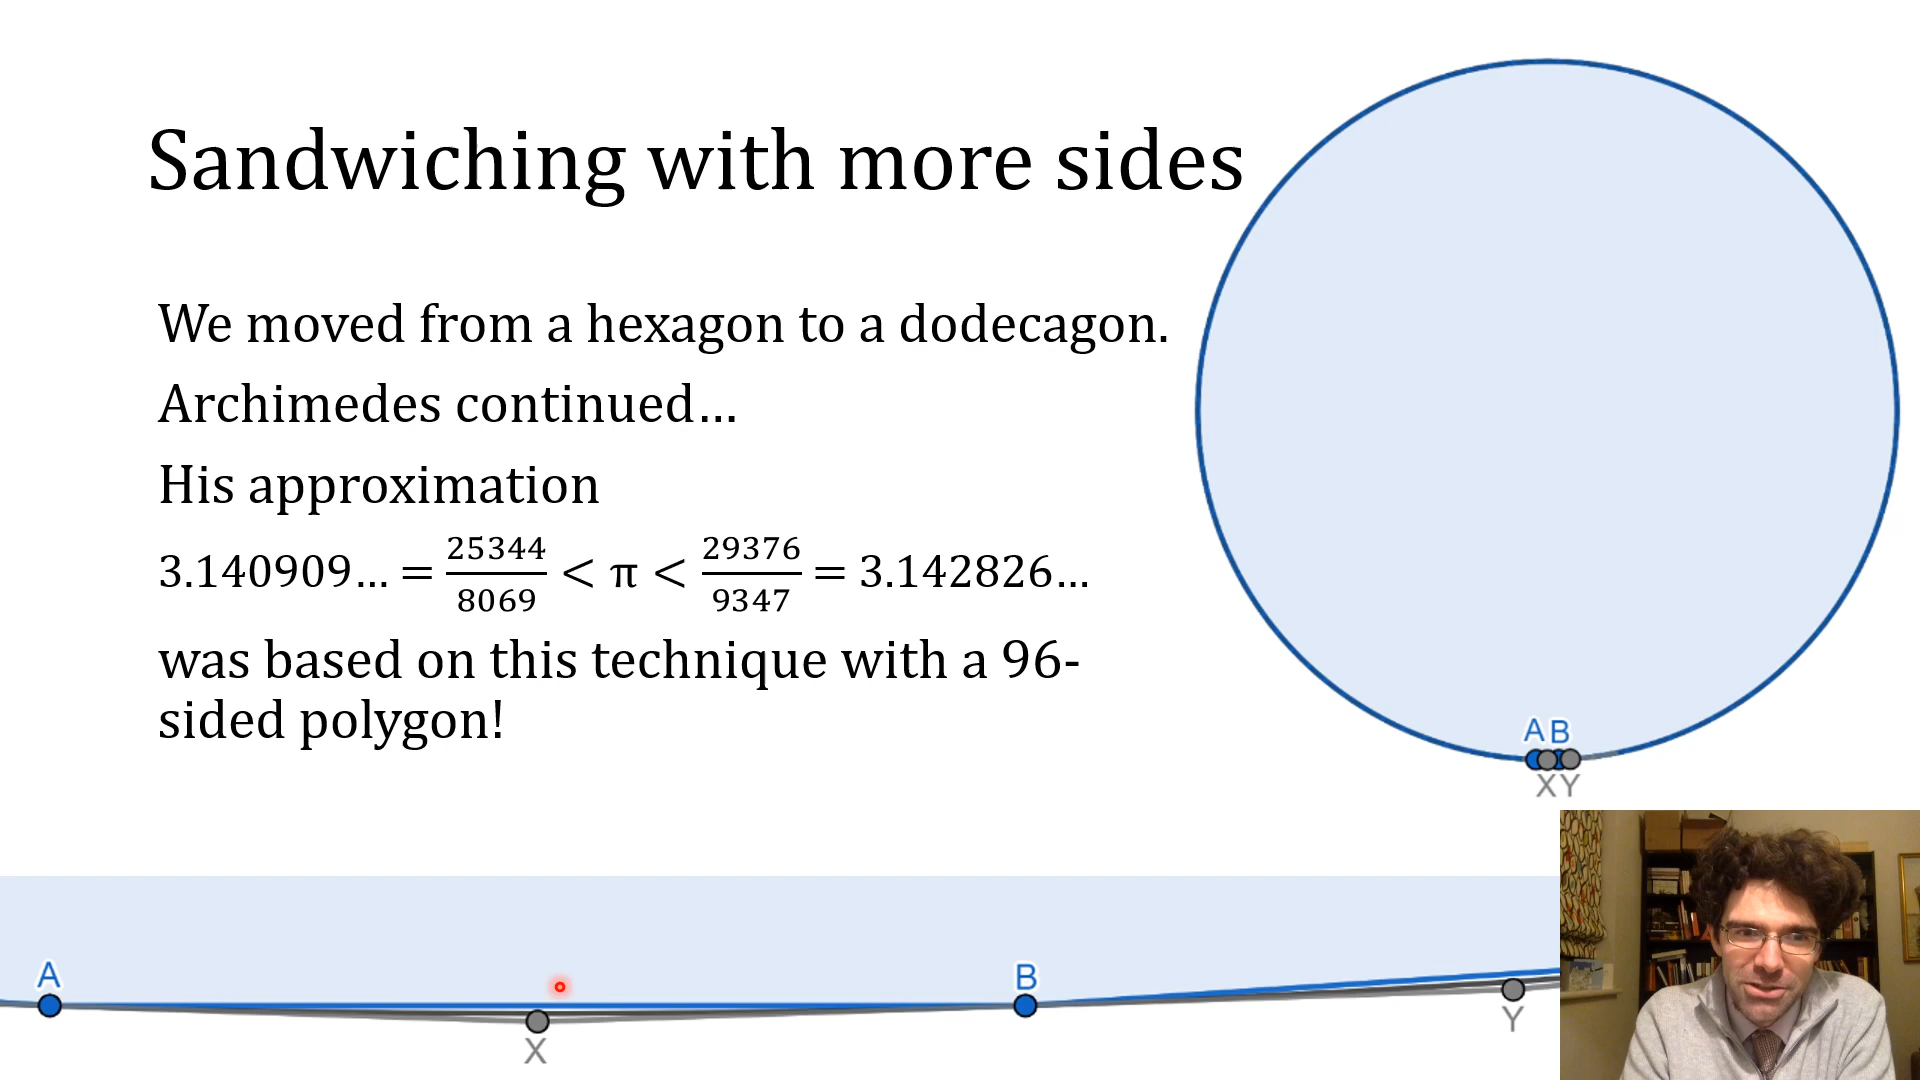 Sandwiching with more sides
We moved from a hexagon to a dodecagon.
Archimedes continued…
His approximation
3.140909… = 25344/8069 < π < 29376/9347 = 3.142826…
was based on this technique with a 96-
sided polygon!
A B
X Y
A
B
X
Y